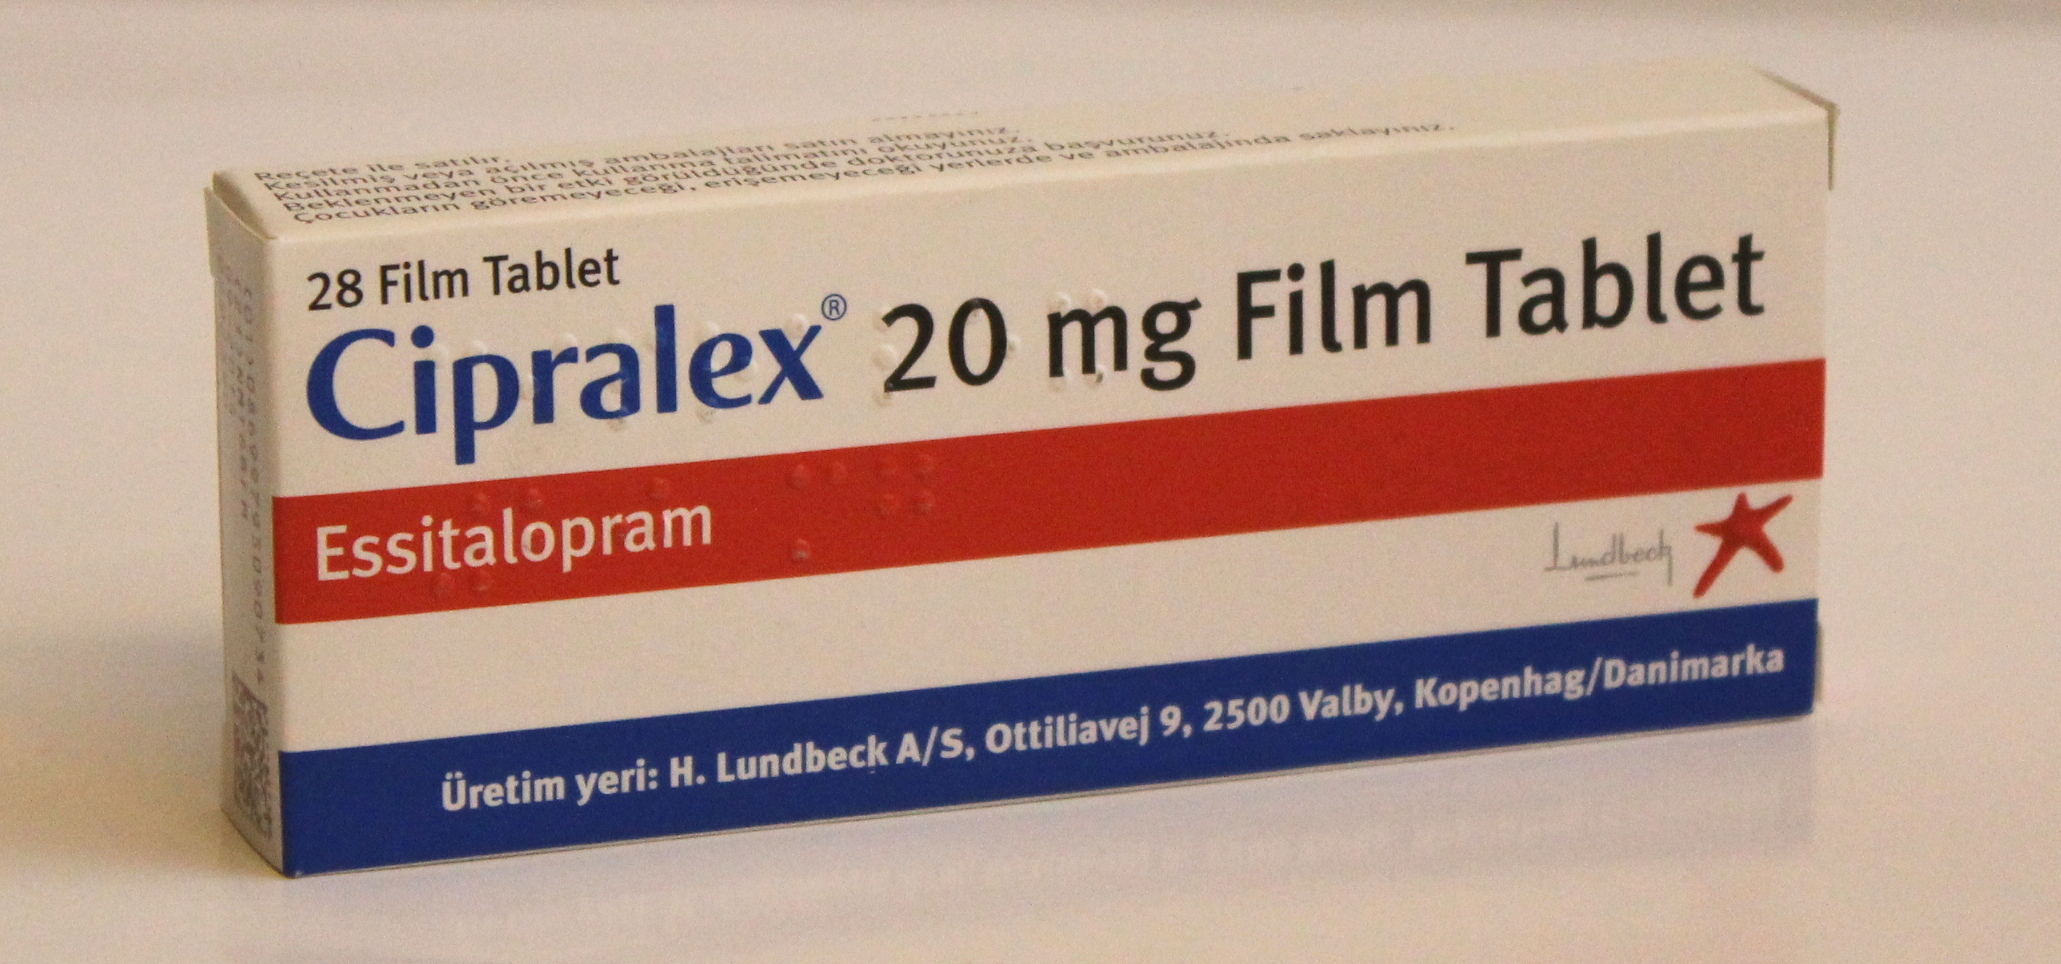 Reçete ile satılır.
Kesilmiş veya açılmış ambalajları satın almayınız.
Kullanmadan önce kullanma talimatını okuyunuz.
Beklenmeyen bir etki görüldüğünde doktorunuza başvurunuz.
Çocukların göremeyeceği, erişemeyeceği yerlerde ve ambalajında saklayınız.
28 Film Tablet
Cipralex® 20 mg Film Tablet
Essitalopram
Lundbeck
Üretim yeri: H. Lundbeck A/S, Ottiliavej 9, 2500 Valby, Kopenhag/Danimarka